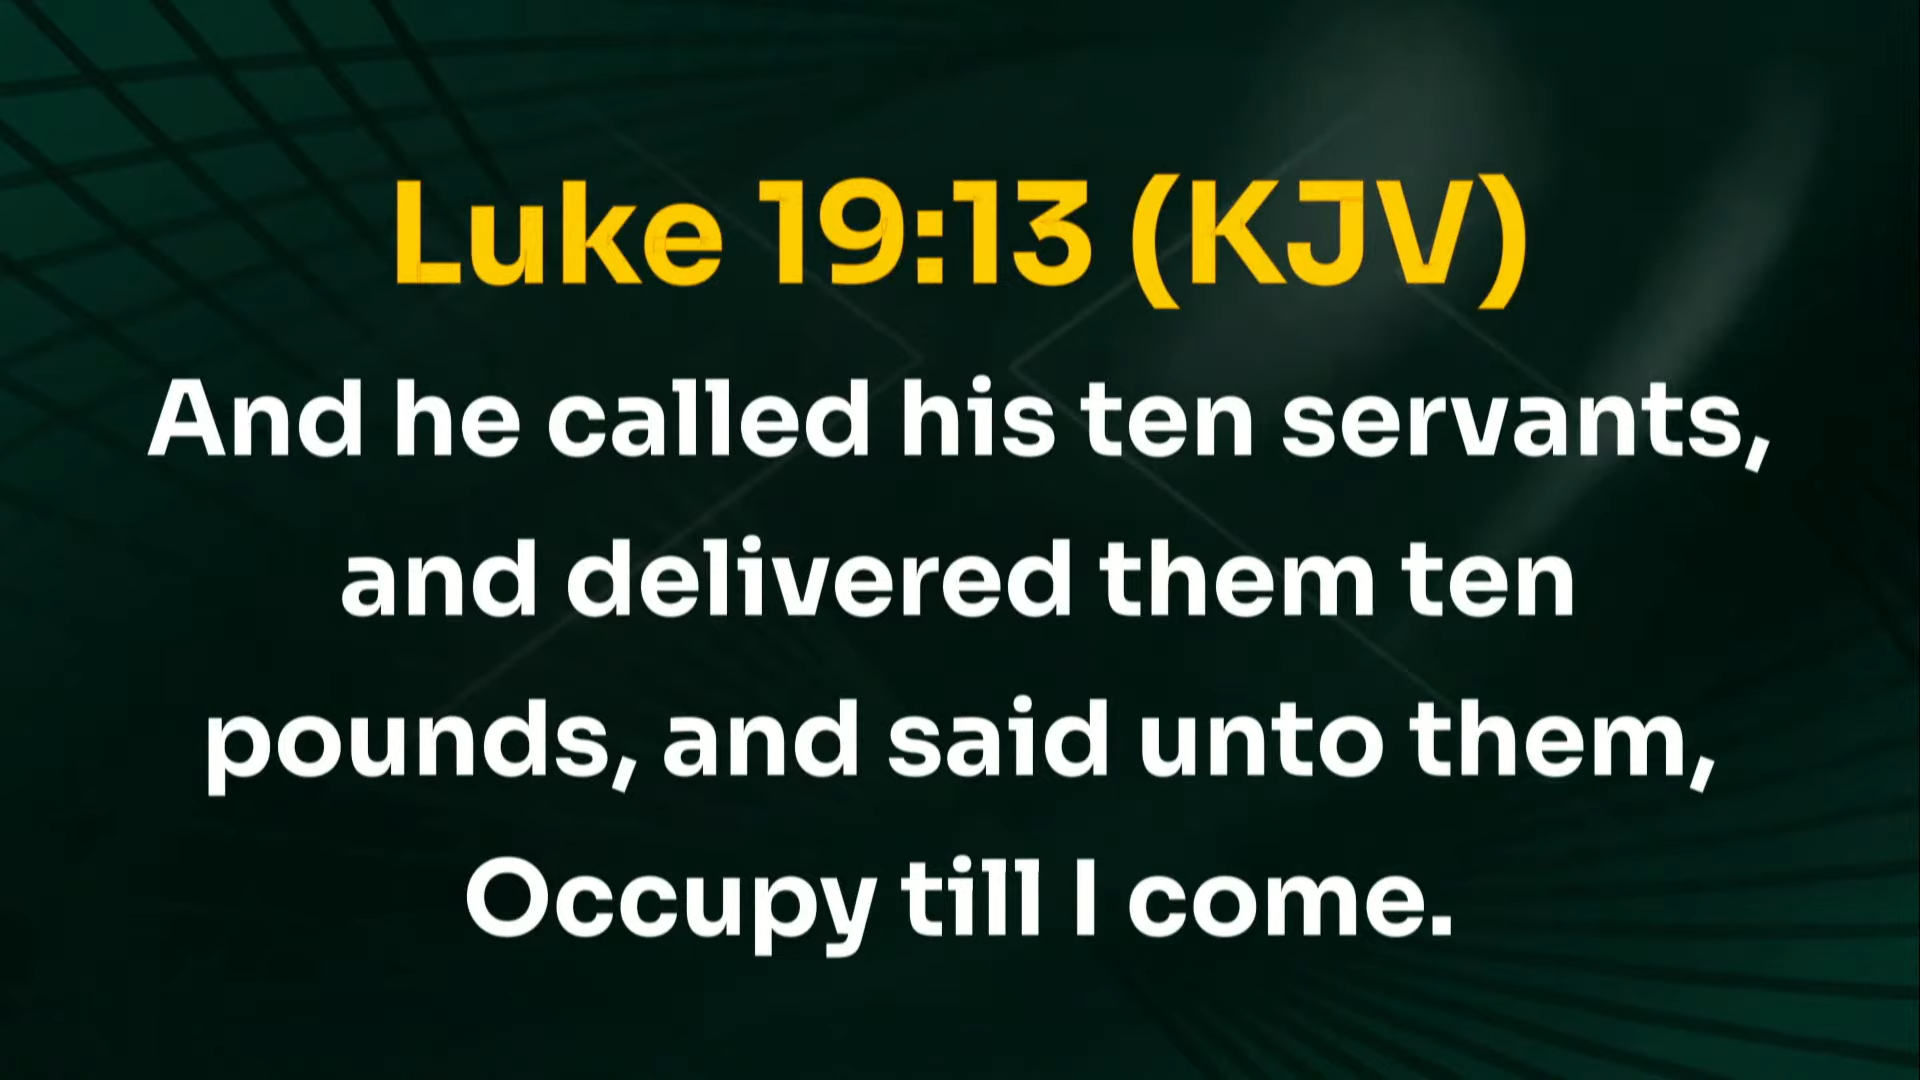 Luke 19:13 (KJV)
And he called his ten servants,
and delivered them ten
pounds, and said unto them,
Occupy till I come.